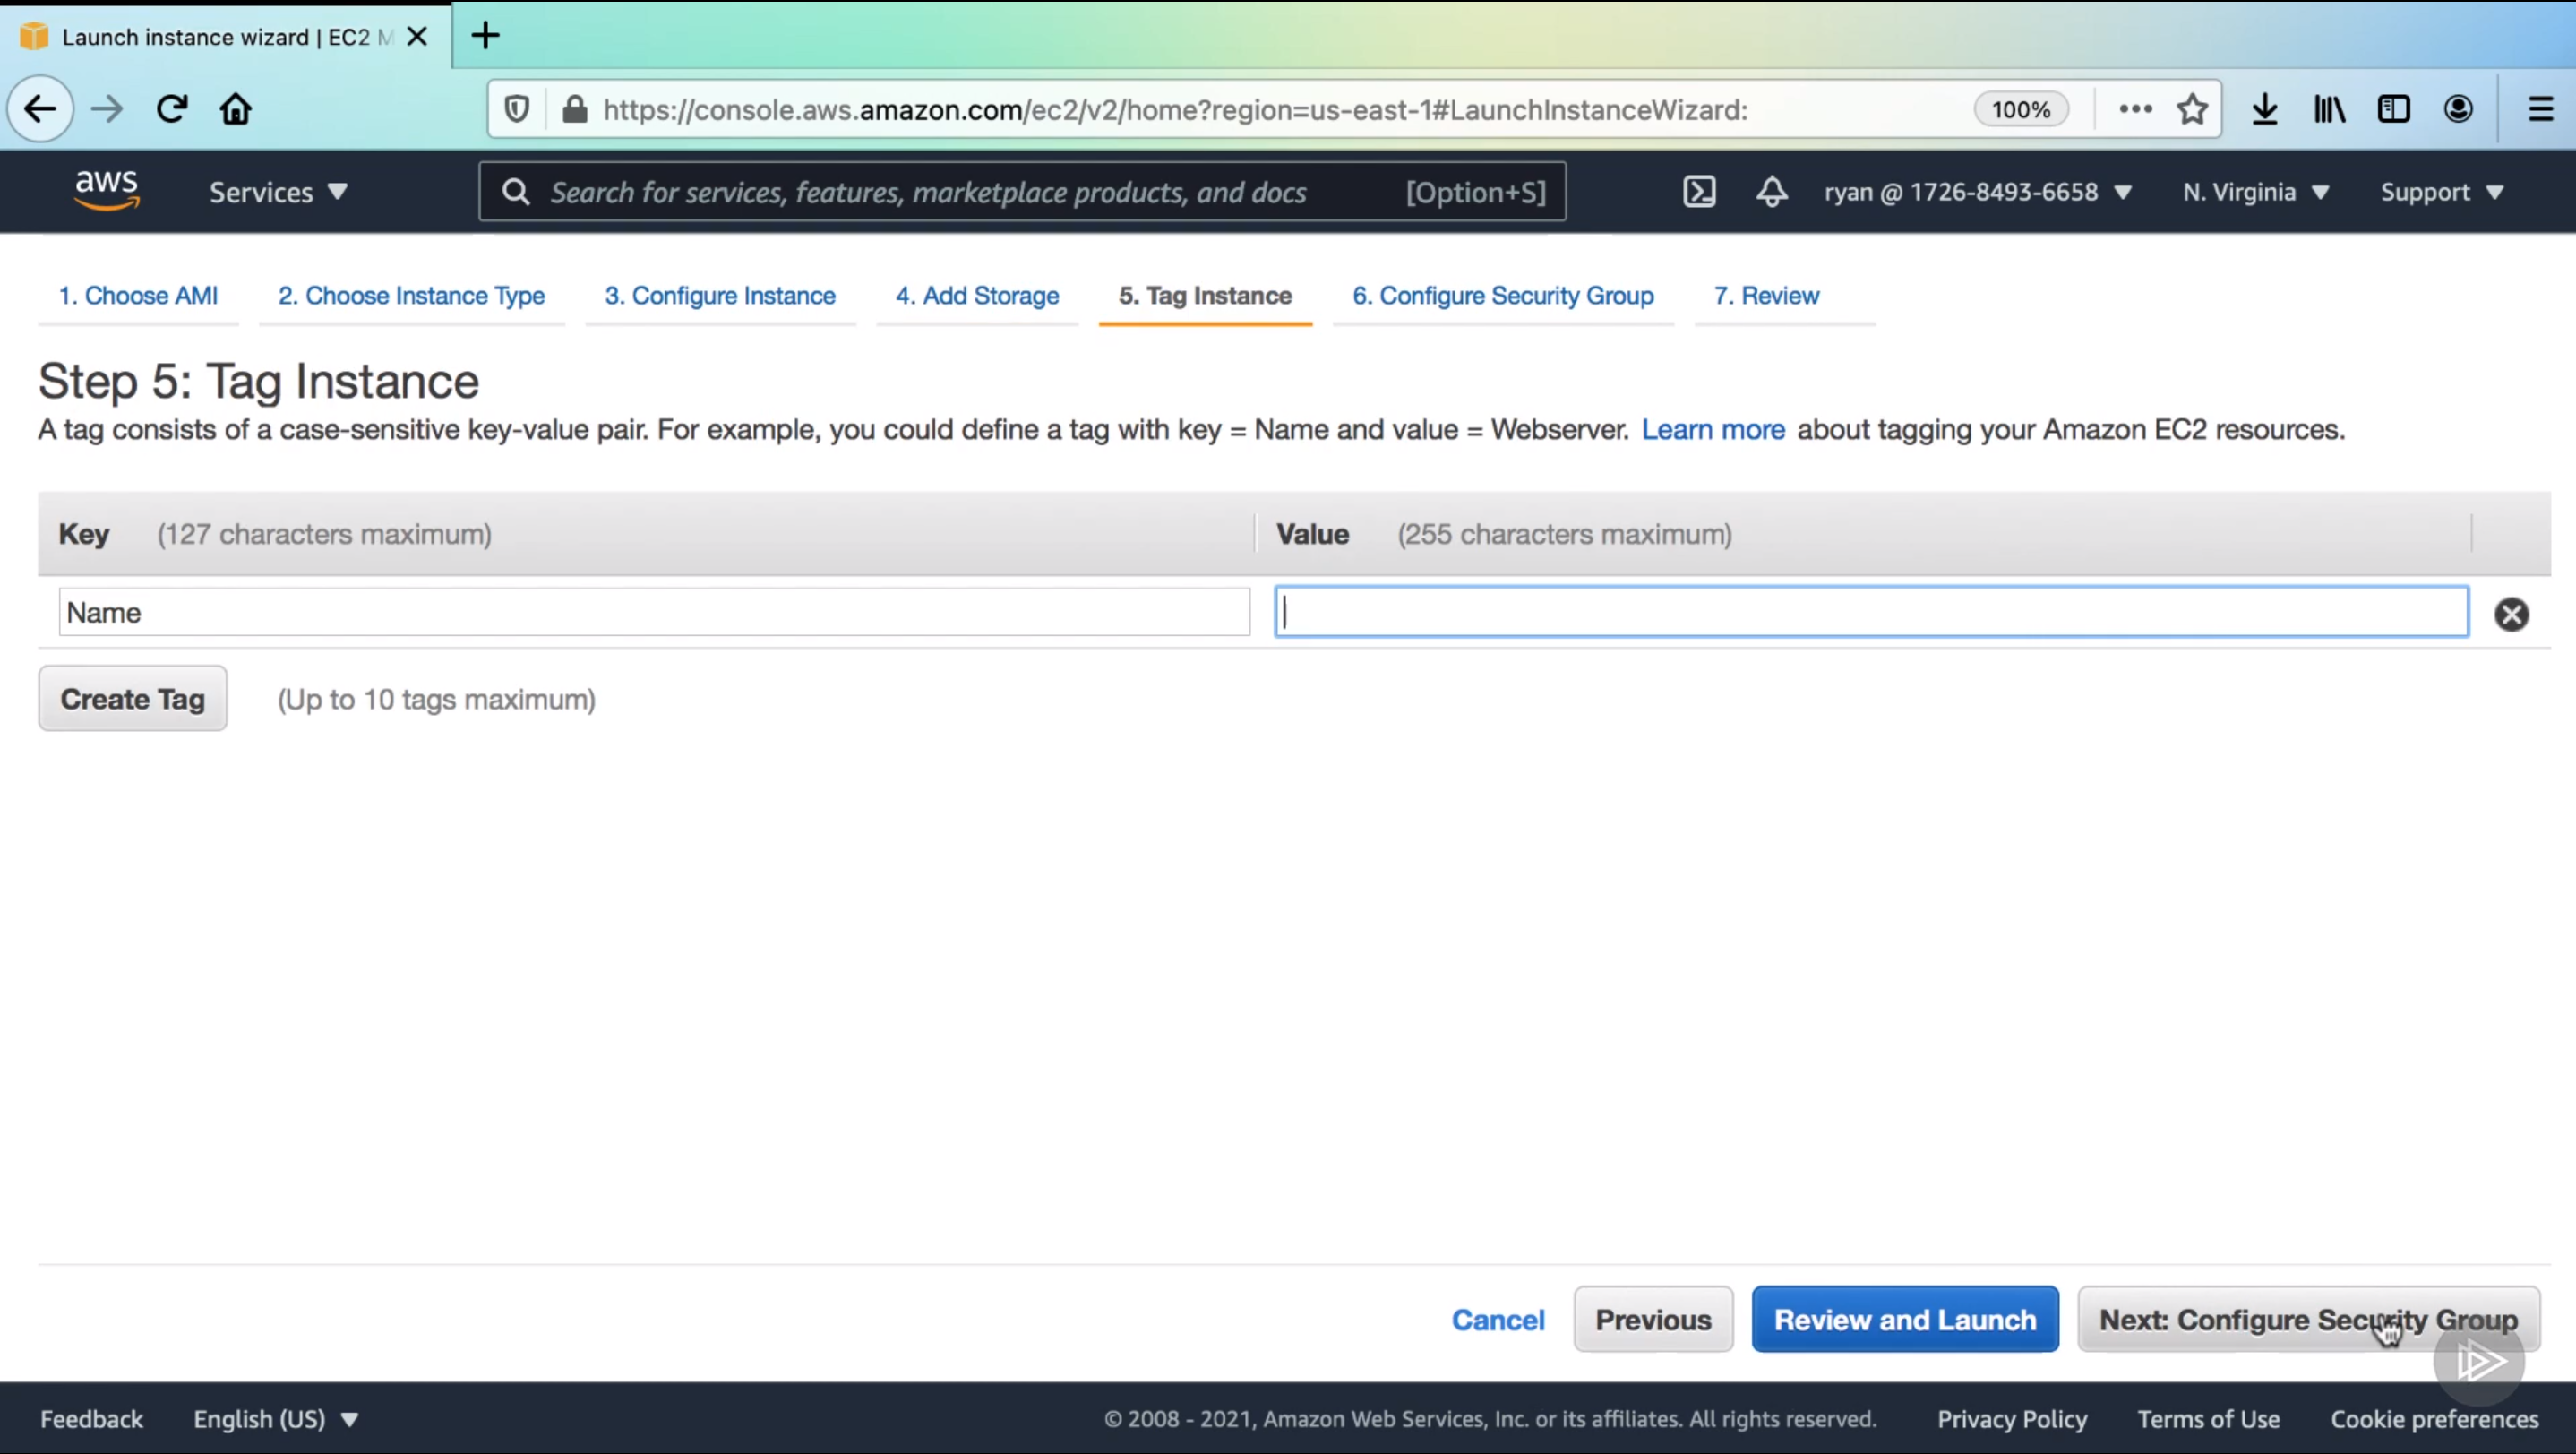 Launch instance wizard | EC2 M
https://console.aws.amazon.com/ec2/v2/home?region=us-east-1#LaunchInstanceWizard:
100%
aws
Services
Search for services, features, marketplace products, and docs
[Option+S]
ryan @ 1726-8493-6658
N. Virginia
Support
1. Choose AMI
2. Choose Instance Type
3. Configure Instance
4. Add Storage
5. Tag Instance
6. Configure Security Group
7. Review
Step 5: Tag Instance
A tag consists of a case-sensitive key-value pair. For example, you could define a tag with key = Name and value = Webserver. Learn more about tagging your Amazon EC2 resources.
Key (127 characters maximum)
Value (255 characters maximum)
Name
Create Tag
(Up to 10 tags maximum)
Cancel
Previous
Review and Launch
Next: Configure Security Group
Feedback
English (US)
© 2008 - 2021, Amazon Web Services, Inc. or its affiliates. All rights reserved.
Privacy Policy
Terms of Use
Cookie preferences